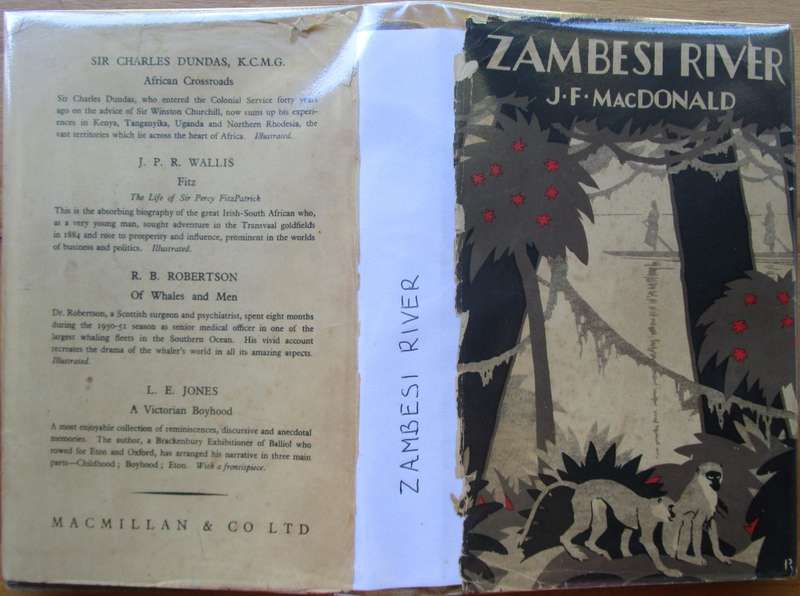 SIR CHARLES DUNDAS, K.C.M.G.
African Crossroads
Sir Charles Dundas, who entered the Colonial Service forty years
ago on the advice of Sir Winston Churchill, now sums up his experi-
ences in Kenya, Tanganyika, Uganda and Northern Rhodesia, the
vast territories which lie across the heart of Africa. Illustrated.
J. P. R. WALLIS
Fitz
The Life of Sir Percy FitzPatrick
This is the absorbing biography of the great Irish-South African who,
as a very young man, sought adventure in the Transvaal goldfields
in 1884 and rose to prosperity and influence, prominent in the worlds
of business and politics. Illustrated.
R. B. ROBERTSON
Of Whales and Men
Dr. Robertson, a Scottish surgeon and psychiatrist, spent eight months
during the 1950-51 season as senior medical officer in one of the
largest whaling fleets in the Southern Ocean. His vivid account
recreates the drama of the whaler's world in all its amazing aspects.
Illustrated.
L. E. JONES
A Victorian Boyhood
A most enjoyable collection of reminiscences, discursive and anecdotal
memories. The author, a Brackenbury Exhibitioner of Balliol who
rowed for Eton and Oxford, has arranged his narrative in three main
parts—Childhood; Boyhood; Eton. With a frontispiece.
MACMILLAN & CO LTD
ZAMBESI RIVER
ZAMBESI RIVER
J·F·MACDONALD